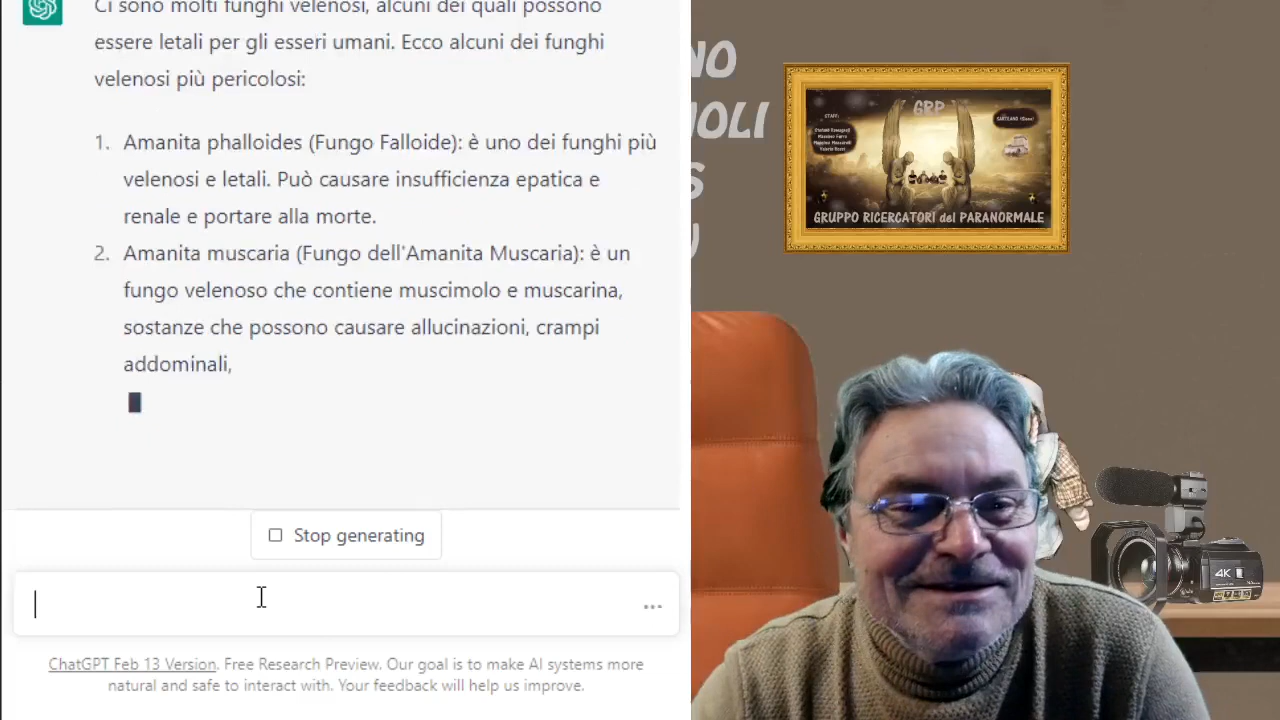 Ci sono molti funghi velenosi, alcuni dei quali possono
essere letali per gli esseri umani. Ecco alcuni dei funghi
velenosi più pericolosi:
1. Amanita phalloides (Fungo Falloide): è uno dei funghi più
velenosi e letali. Può causare insufficienza epatica e
renale e portare alla morte.
2. Amanita muscaria (Fungo dell'Amanita Muscaria): è un
fungo velenoso che contiene muscimolo e muscarina,
sostanze che possono causare allucinazioni, crampi
addominali,
Stop generating
ChatGPT Feb 13 Version. Free Research Preview. Our goal is to make AI systems more
natural and safe to interact with. Your feedback will help us improve.
NO
OLI
S
GRP
STAFF:
GRUPPO RICERCATORI del PARANORMALE
4K